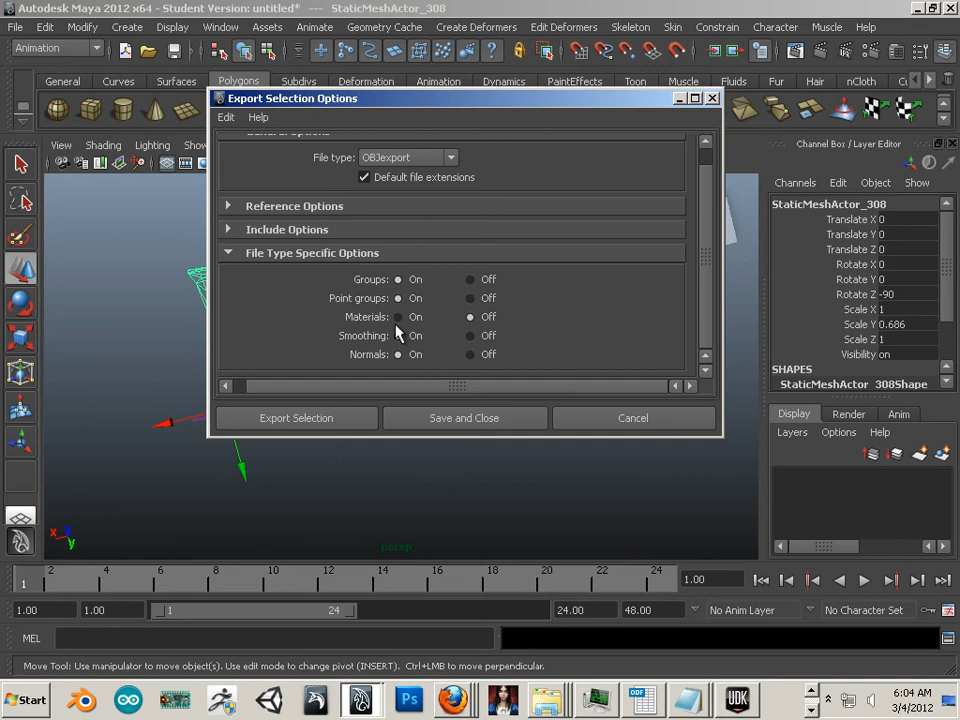 Autodesk Maya 2012 x64 - Student Version: untitled* --- StaticMeshActor_308
File Edit Modify Create Display Window Assets Animate Geometry Cache Create Deformers Edit Deformers Skeleton Skin Constrain Character Muscle Help
Animation
General Curves Surfaces Polygons Subdivs Deformation Animation Dynamics PaintEffects Toon Muscle Fluids Fur Hair nCloth
Export Selection Options
Edit Help
File type: OBJexport
Default file extensions
Reference Options
Include Options
File Type Specific Options
Groups: On Off
Point groups: On Off
Materials: On Off
Smoothing: On Off
Normals: On Off
Export Selection Save and Close Cancel
View Shading Lighting
Channel Box / Layer Editor
Channels Edit Object Show
StaticMeshActor_308
Translate X 0
Translate Y 0
Translate Z 0
Rotate X 0
Rotate Y 0
Rotate Z -90
Scale X 1
Scale Y 0.686
Scale Z 1
Visibility on
SHAPES
StaticMeshActor_308Shape
Display Render Anim
Layers Options Help
x z y
persp
1 2 4 6 8 10 12 14 16 18 20 22 24 1.00
1.00 1.00 1 24 24.00 48.00 No Anim Layer No Character Set
MEL
Move Tool: Use manipulator to move object(s). Use edit mode to change pivot (INSERT). Ctrl+LMB to move perpendicular.
Start Ps ODF UDK 6:04 AM
3/4/2012